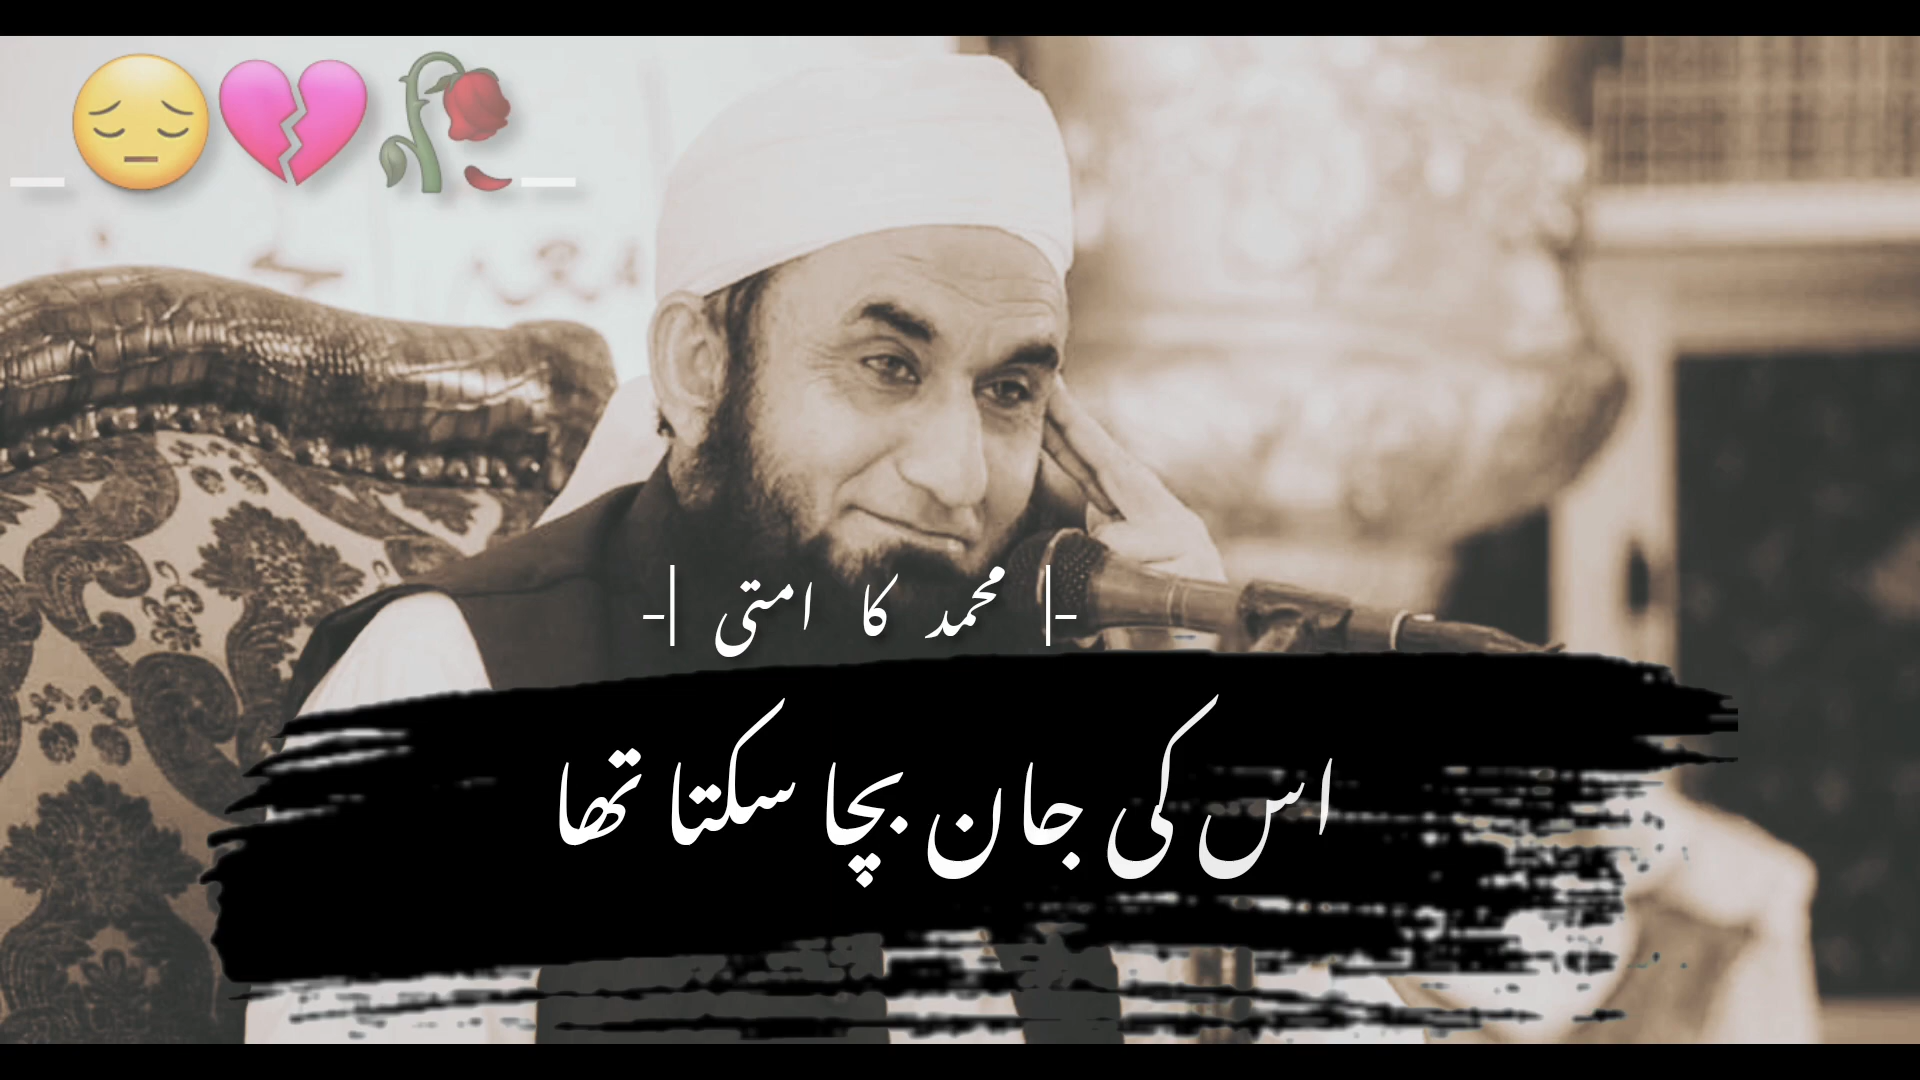 _😔💔🥀_
-| محمد کا امتی |-
اس کی جان بچا سکتا تھا